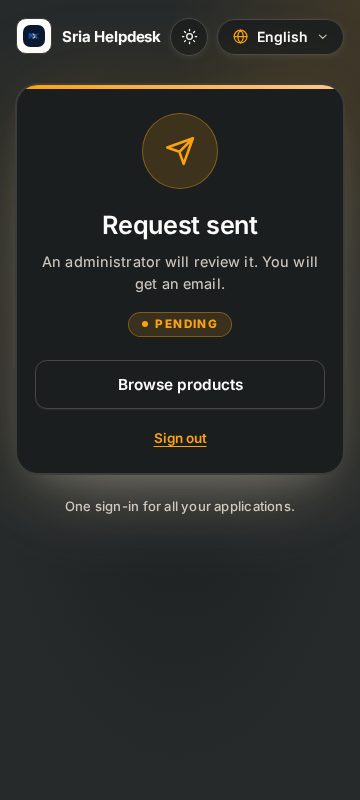 Sria Helpdesk
English
Request sent
An administrator will review it. You will
get an email.
PENDING
Browse products
Sign out
One sign-in for all your applications.